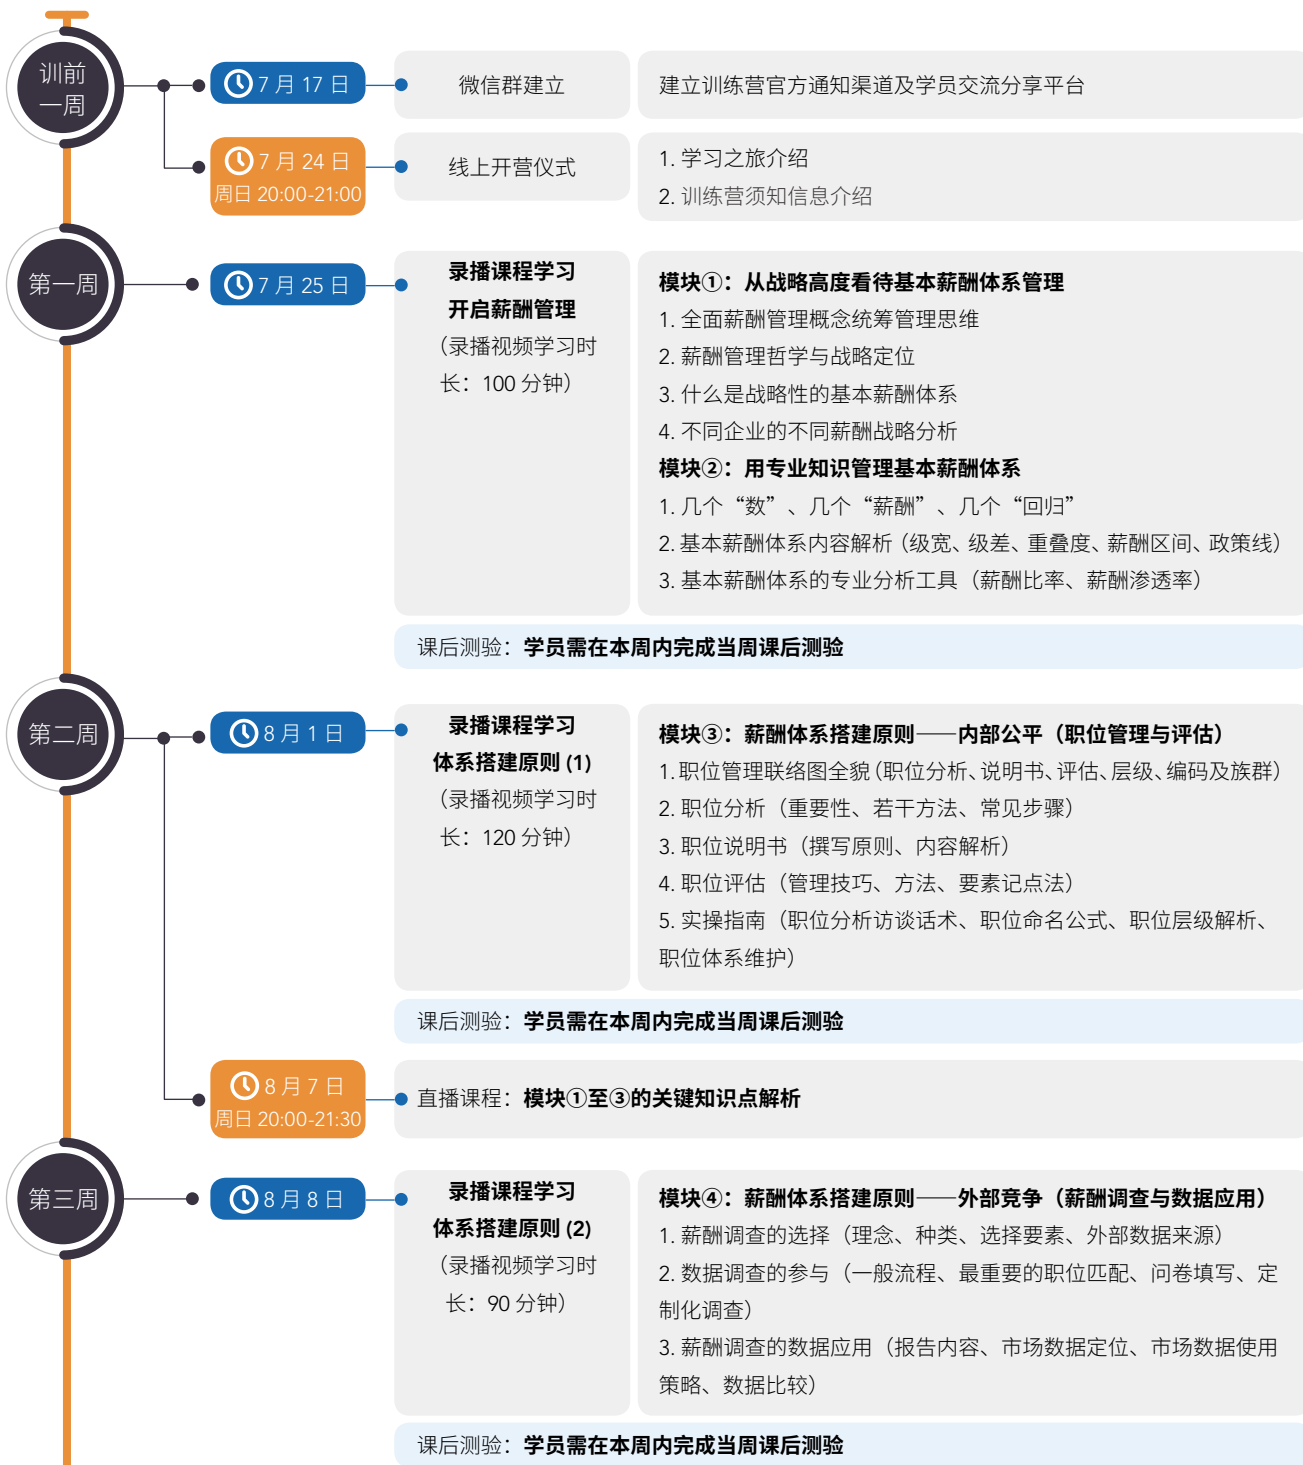 训前
一周
7 月 17 日
微信群建立
建立训练营官方通知渠道及学员交流分享平台
7 月 24 日
周日 20:00-21:00
线上开营仪式
1. 学习之旅介绍
2. 训练营须知信息介绍
第一周
7 月 25 日
录播课程学习
开启薪酬管理
（录播视频学习时
长：100 分钟）
模块①：从战略高度看待基本薪酬体系管理
1. 全面薪酬管理概念统筹管理思维
2. 薪酬管理哲学与战略定位
3. 什么是战略性的基本薪酬体系
4. 不同企业的不同薪酬战略分析
模块②：用专业知识管理基本薪酬体系
1. 几个“数”、几个“薪酬”、几个“回归”
2. 基本薪酬体系内容解析（级宽、级差、重叠度、薪酬区间、政策线）
3. 基本薪酬体系的专业分析工具（薪酬比率、薪酬渗透率）
课后测验：学员需在本周内完成当周课后测验
第二周
8 月 1 日
录播课程学习
体系搭建原则 (1)
（录播视频学习时
长：120 分钟）
模块③：薪酬体系搭建原则——内部公平（职位管理与评估）
1. 职位管理联络图全貌（职位分析、说明书、评估、层级、编码及族群）
2. 职位分析（重要性、若干方法、常见步骤）
3. 职位说明书（撰写原则、内容解析）
4. 职位评估（管理技巧、方法、要素记点法）
5. 实操指南（职位分析访谈话术、职位命名公式、职位层级解析、
职位体系维护）
课后测验：学员需在本周内完成当周课后测验
8 月 7 日
周日 20:00-21:30
直播课程：模块①至③的关键知识点解析
第三周
8 月 8 日
录播课程学习
体系搭建原则 (2)
（录播视频学习时
长：90 分钟）
模块④：薪酬体系搭建原则——外部竞争（薪酬调查与数据应用）
1. 薪酬调查的选择（理念、种类、选择要素、外部数据来源）
2. 数据调查的参与（一般流程、最重要的职位匹配、问卷填写、定
制化调查）
3. 薪酬调查的数据应用（报告内容、市场数据定位、市场数据使用
策略、数据比较）
课后测验：学员需在本周内完成当周课后测验